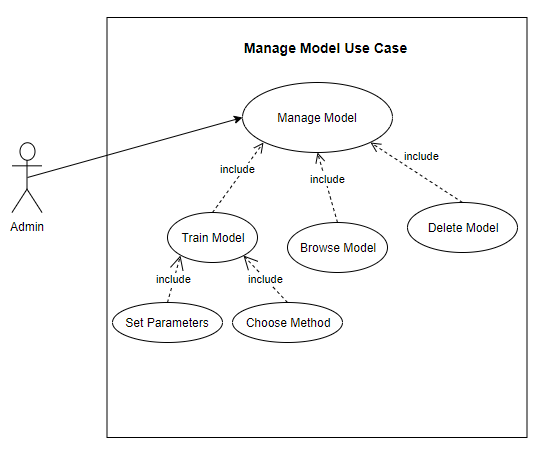 Manage Model Use Case
Manage Model
include
include
include
Admin
Train Model
Browse Model
Delete Model
include
include
Set Parameters
Choose Method